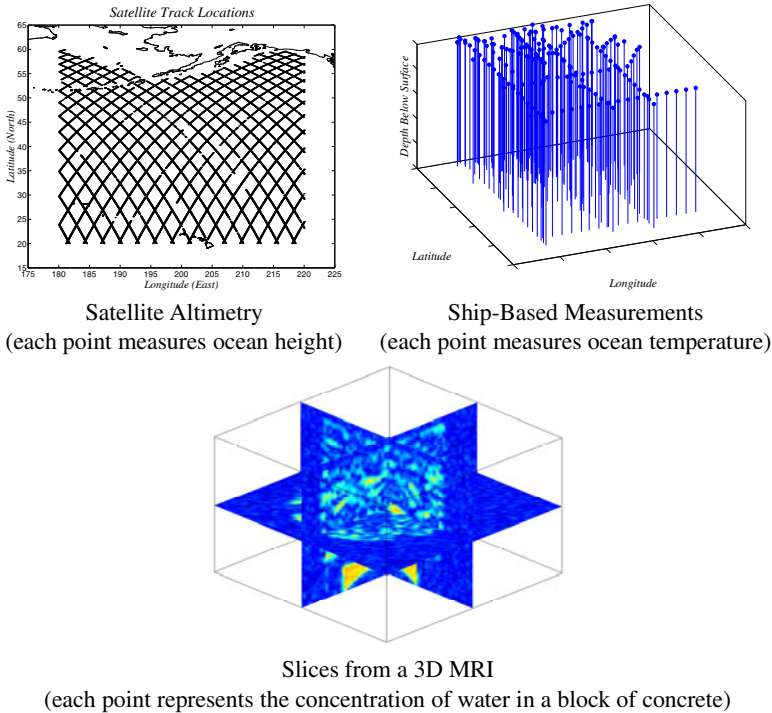 Satellite Track Locations
65
60
55
50
45
40
35
30
25
20
15
Latitude (North)
175 180 185 190 195 200 205 210 215 220 225
Longitude (East)
Depth Below Surface
Latitude
Longitude
Satellite Altimetry
(each point measures ocean height)
Ship-Based Measurements
(each point measures ocean temperature)
Slices from a 3D MRI
(each point represents the concentration of water in a block of concrete)